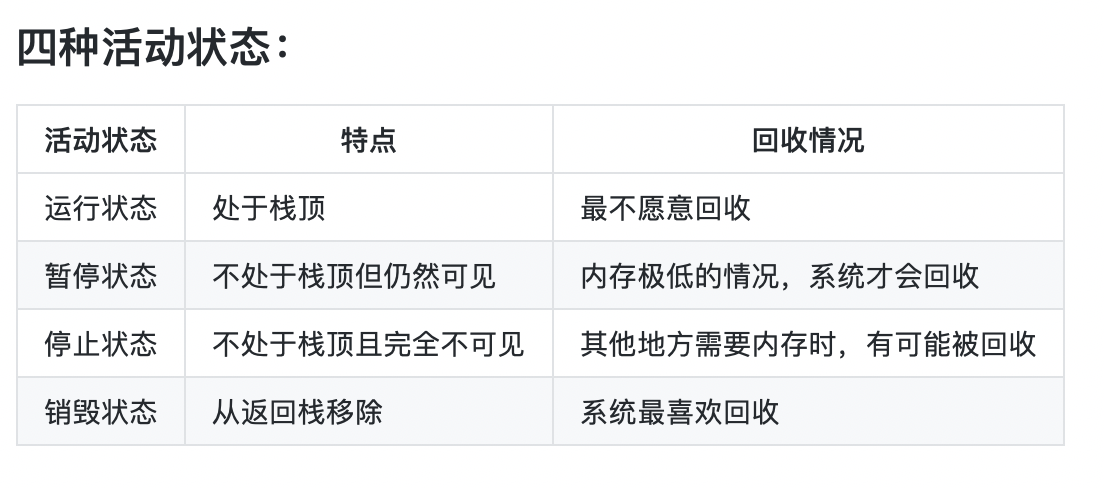 四种活动状态：
活动状态 特点 回收情况
运行状态 处于栈顶 最不愿意回收
暂停状态 不处于栈顶但仍然可见 内存极低的情况，系统才会回收
停止状态 不处于栈顶且完全不可见 其他地方需要内存时，有可能被回收
销毁状态 从返回栈移除 系统最喜欢回收